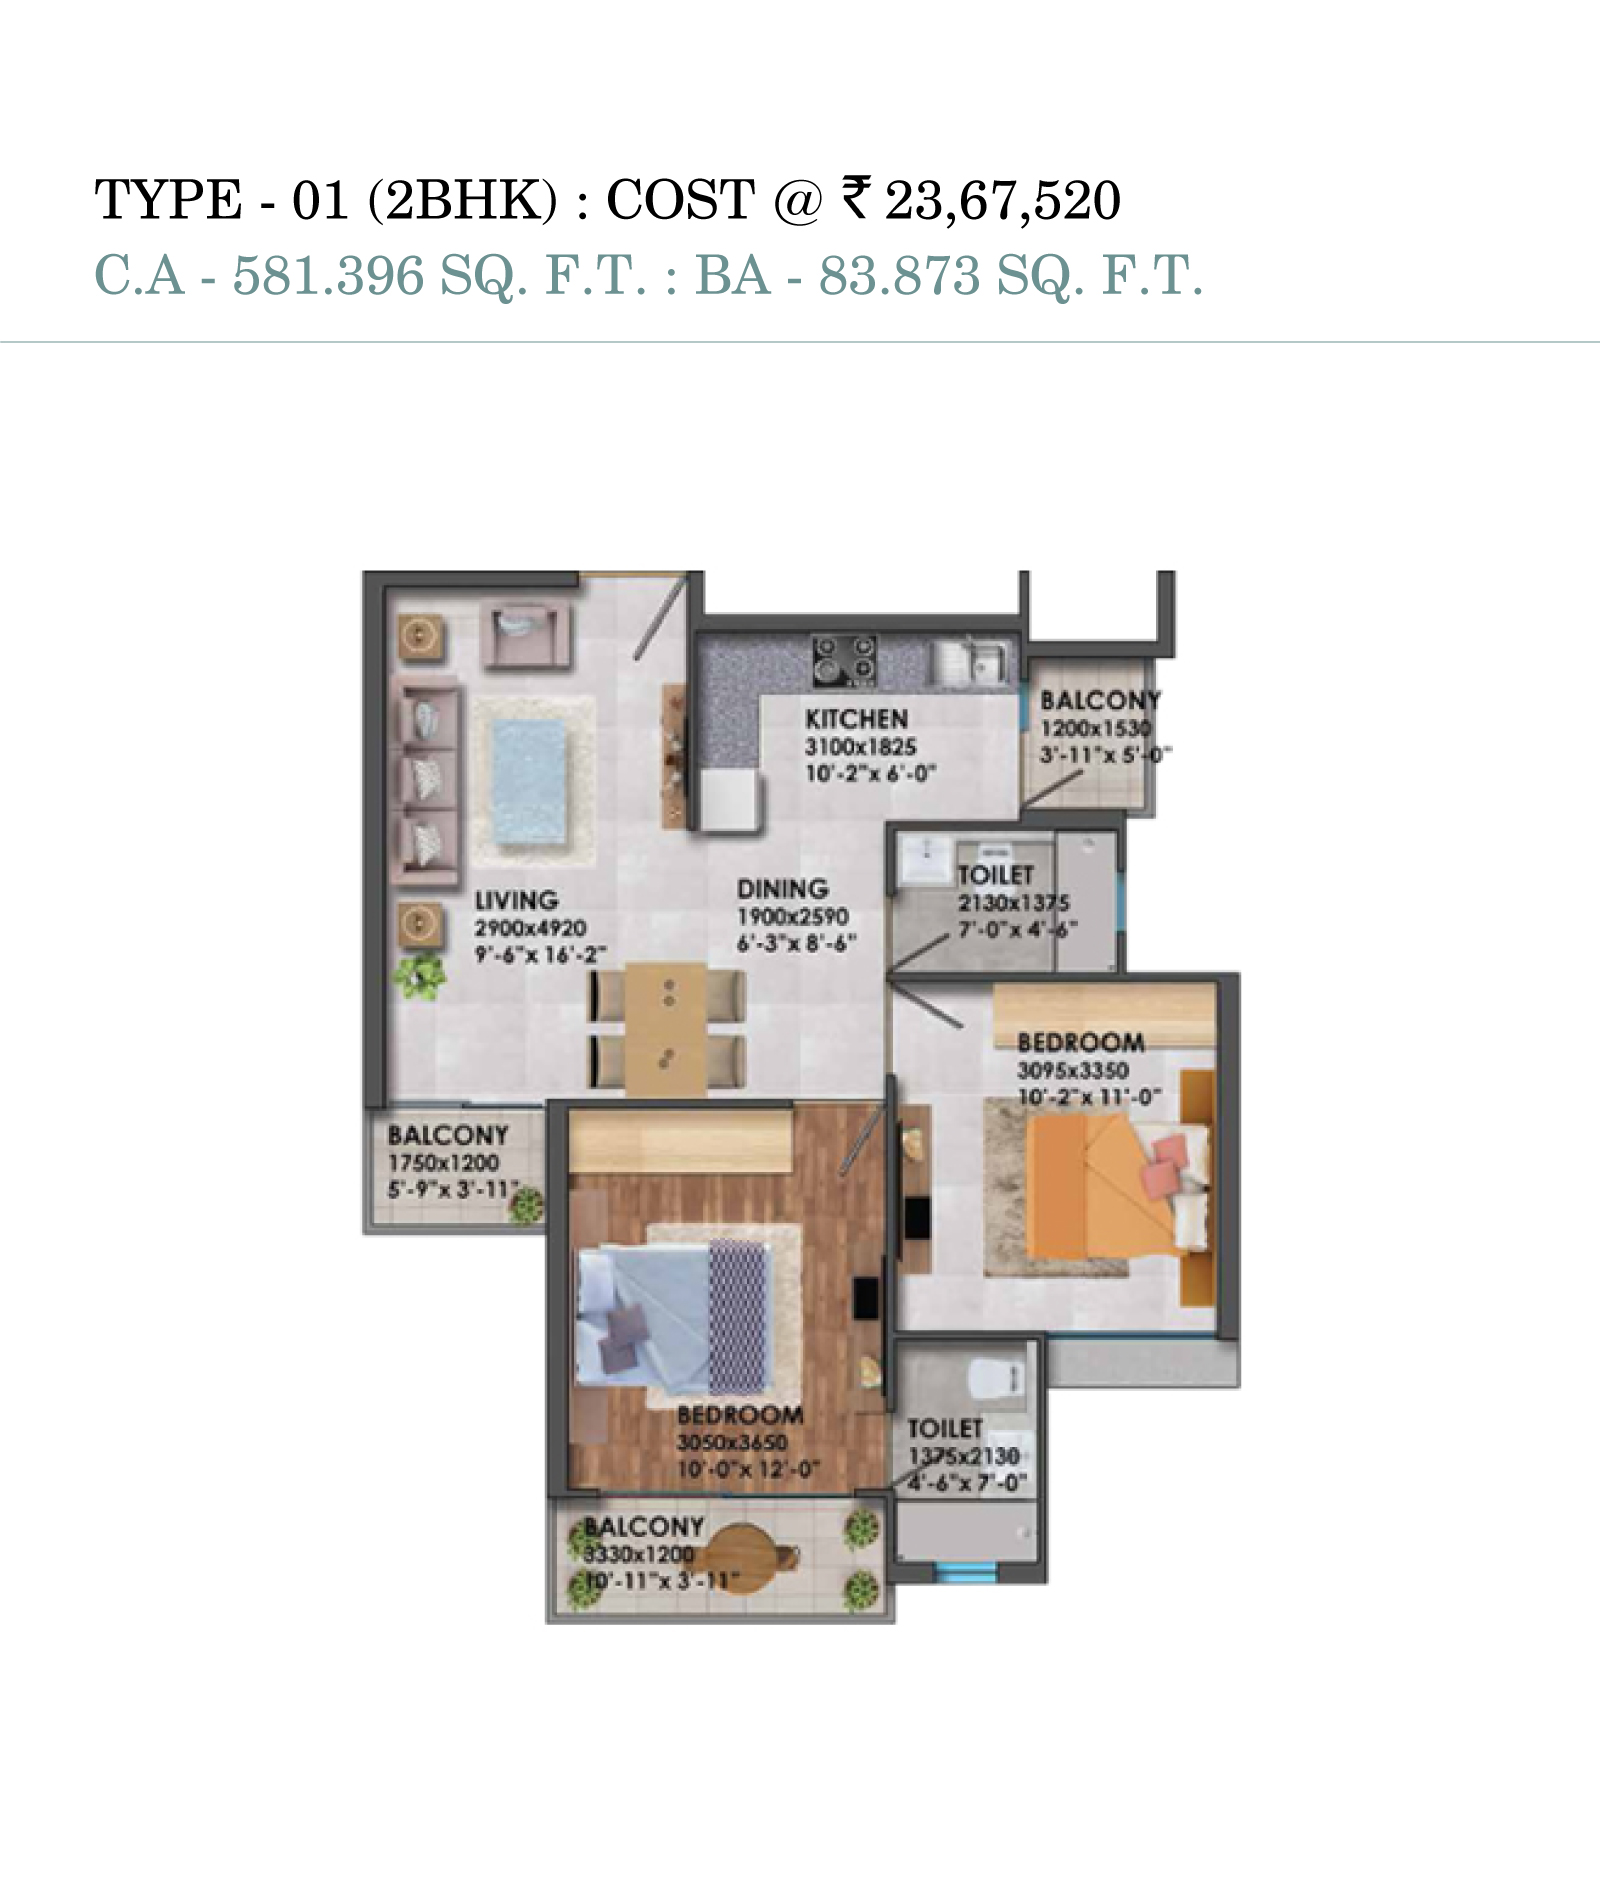 TYPE - 01 (2BHK) : COST @ ₹ 23,67,520
C.A - 581.396 SQ. F.T. : BA - 83.873 SQ. F.T.
KITCHEN
3100x1825
10'-2"x 6'-0"
BALCONY
1200x1530
3'-11"x 5'-0"
LIVING
2900x4920
9'-6"x 16'-2"
DINING
1900x2590
6'-3"x 8'-6"
TOILET
2130x1375
7'-0"x 4'-6"
BEDROOM
3095x3350
10'-2"x 11'-0"
BALCONY
1750x1200
5'-9"x 3'-11"
BEDROOM
3050x3650
10'-0"x 12'-0"
TOILET
1375x2130
4'-6"x 7'-0"
BALCONY
3330x1200
10'-11"x 3'-11"